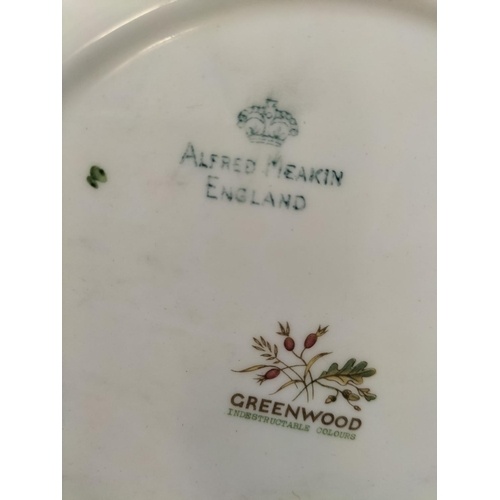 ALFRED MEAKIN
ENGLAND
GREENWOOD
INDESTRUCTABLE COLOURS